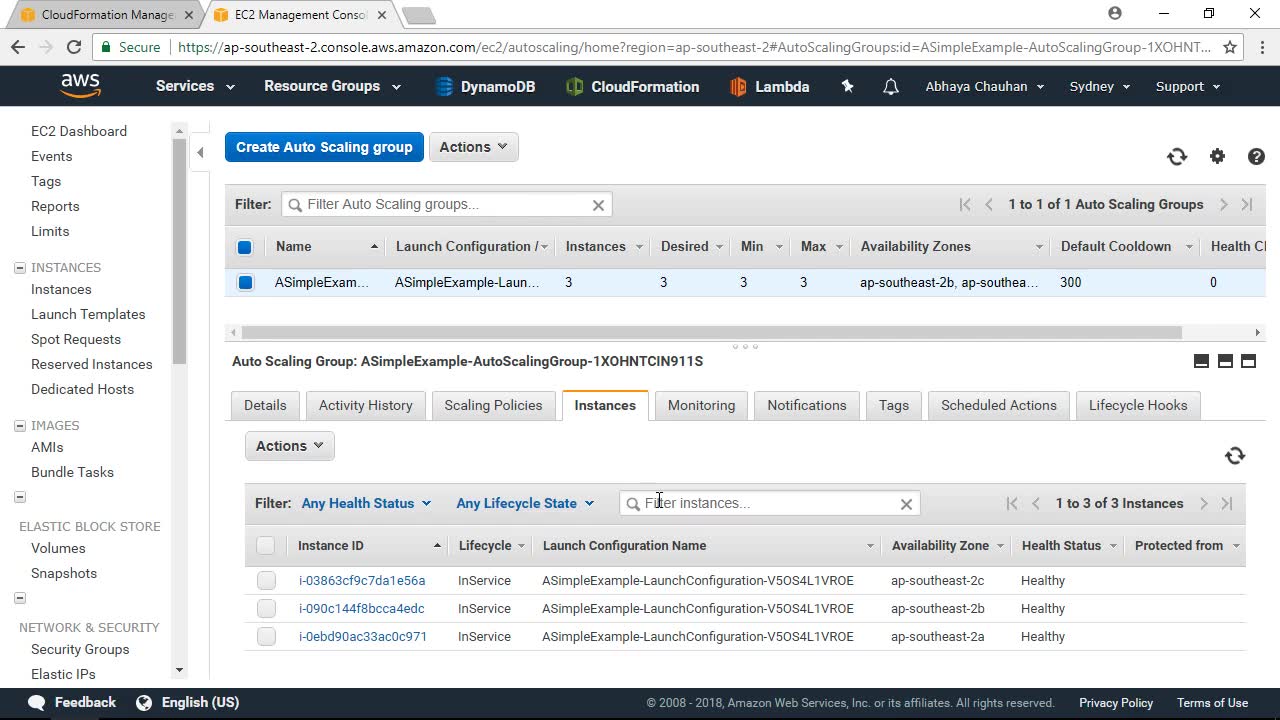 CloudFormation Manage
EC2 Management Consol
Secure
https://ap-southeast-2.console.aws.amazon.com/ec2/autoscaling/home?region=ap-southeast-2#AutoScalingGroups:id=ASimpleExample-AutoScalingGroup-1XOHNT...
aws Services Resource Groups DynamoDB CloudFormation Lambda Abhaya Chauhan Sydney Support
EC2 Dashboard
Events
Tags
Reports
Limits
INSTANCES
Instances
Launch Templates
Spot Requests
Reserved Instances
Dedicated Hosts
IMAGES
AMIs
Bundle Tasks
ELASTIC BLOCK STORE
Volumes
Snapshots
NETWORK & SECURITY
Security Groups
Elastic IPs
Create Auto Scaling group Actions
Filter: Filter Auto Scaling groups... 1 to 1 of 1 Auto Scaling Groups
Name Launch Configuration / Instances Desired Min Max Availability Zones Default Cooldown Health Cl
ASimpleExam... ASimpleExample-Laun... 3 3 3 3 ap-southeast-2b, ap-southea... 300 0
Auto Scaling Group: ASimpleExample-AutoScalingGroup-1XOHNTCIN911S
Details Activity History Scaling Policies Instances Monitoring Notifications Tags Scheduled Actions Lifecycle Hooks
Actions
Filter: Any Health Status Any Lifecycle State Filter instances... 1 to 3 of 3 Instances
Instance ID Lifecycle Launch Configuration Name Availability Zone Health Status Protected from
i-03863cf9c7da1e56a InService ASimpleExample-LaunchConfiguration-V5OS4L1VROE ap-southeast-2c Healthy
i-090c144f8bcca4edc InService ASimpleExample-LaunchConfiguration-V5OS4L1VROE ap-southeast-2b Healthy
i-0ebd90ac33ac0c971 InService ASimpleExample-LaunchConfiguration-V5OS4L1VROE ap-southeast-2a Healthy
Feedback English (US) © 2008 - 2018, Amazon Web Services, Inc. or its affiliates. All rights reserved. Privacy Policy Terms of Use